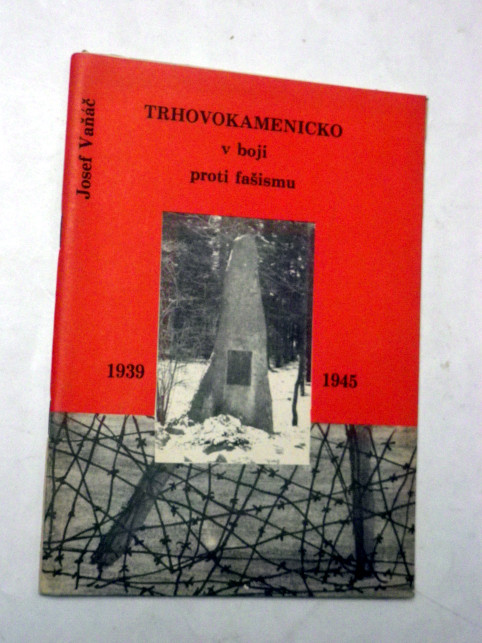 Josef Vaňáč
TRHOVOKAMENICKO
v boji
proti fašismu
1939
1945